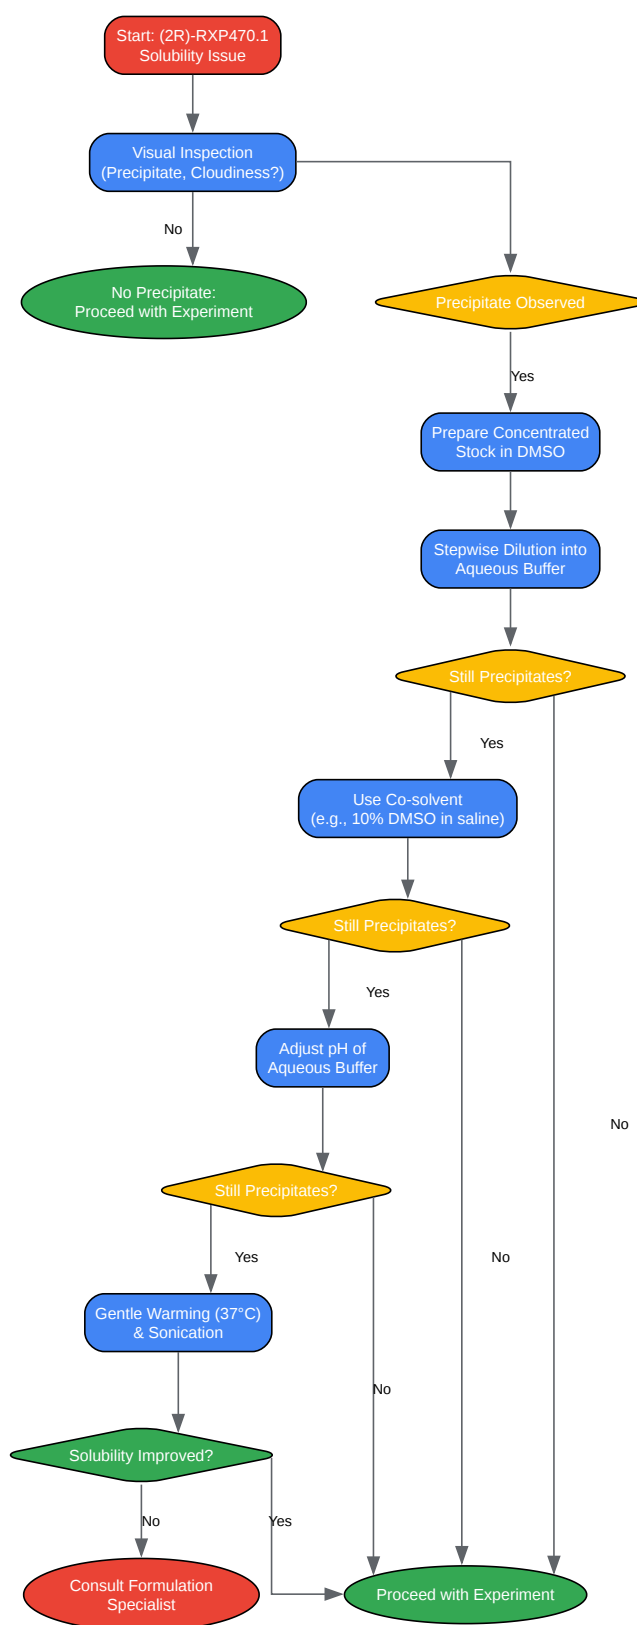 Start: (2R)-RXP470.1
Solubility Issue
Visual Inspection
(Precipitate, Cloudiness?)
No
No Precipitate:
Proceed with Experiment
Precipitate Observed
Yes
Prepare Concentrated
Stock in DMSO
Stepwise Dilution into
Aqueous Buffer
Still Precipitates?
Yes
Use Co-solvent
(e.g., 10% DMSO in saline)
Still Precipitates?
Yes
Adjust pH of
Aqueous Buffer
No
Still Precipitates?
Yes
No
Gentle Warming (37°C)
& Sonication
No
Solubility Improved?
No
Yes
Consult Formulation
Specialist
Proceed with Experiment